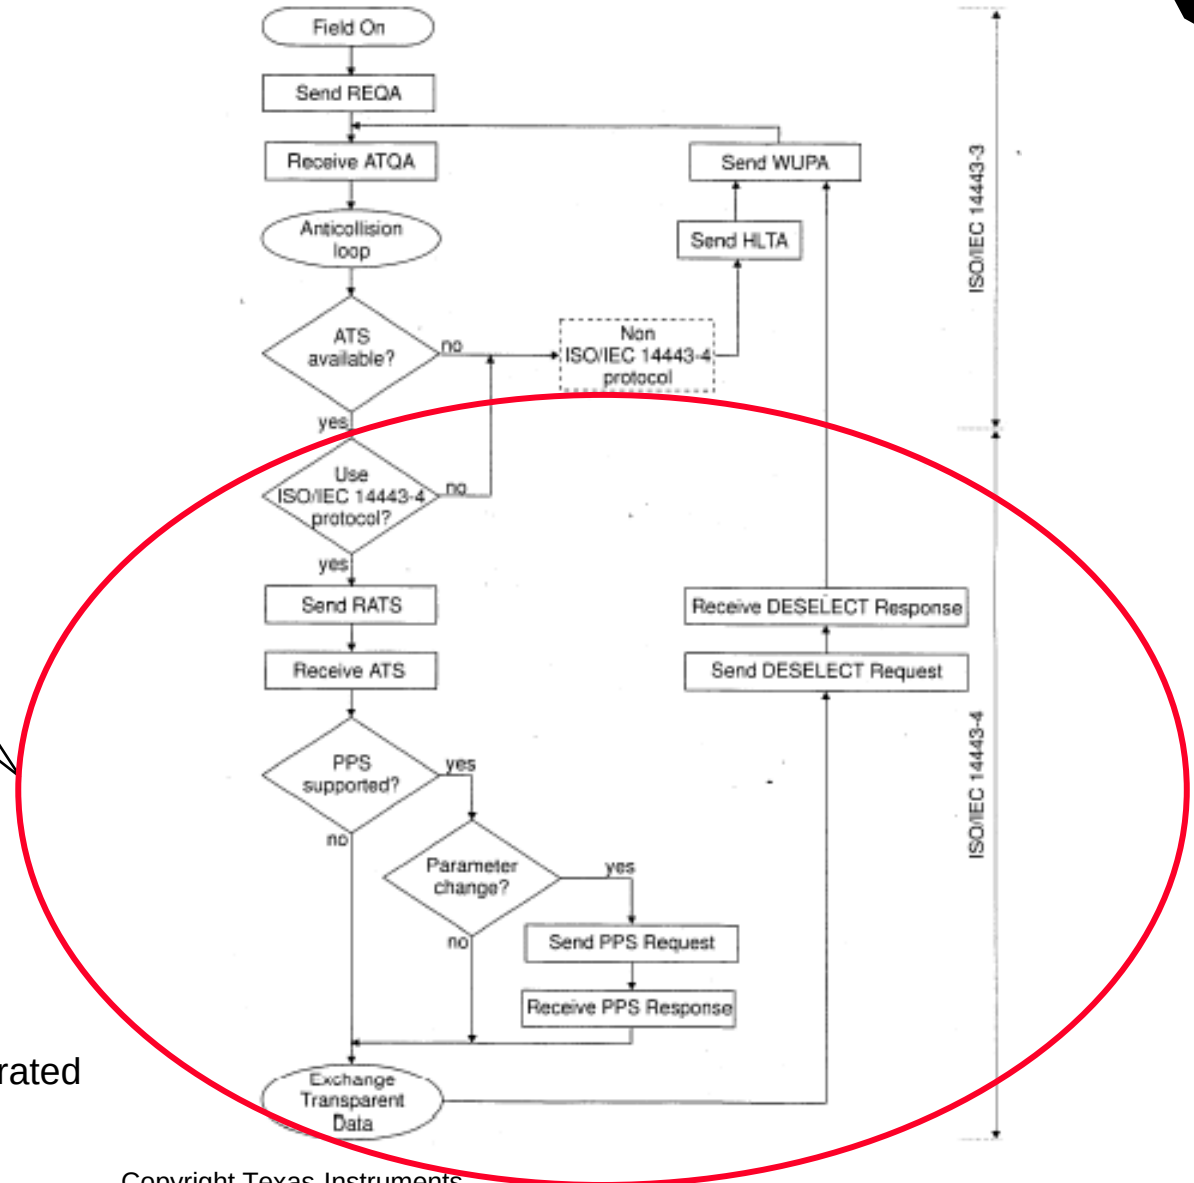 Field On
Send REQA
Receive ATQA
Send WUPA
Anticollision
loop
Send HLTA
ISO/IEC 14443-3
ATS
available?
no
Non
ISO/IEC 14443-4
protocol
yes
Use
ISO/IEC 14443-4
protocol?
no
yes
Send RATS
Receive DESELECT Response
Receive ATS
Send DESELECT Request
ISO/IEC 14443-4
PPS
supported?
yes
no
Parameter
change?
yes
no
Send PPS Request
Receive PPS Response
rated
Exchange
Transparent
Data
Copyright Texas Instruments